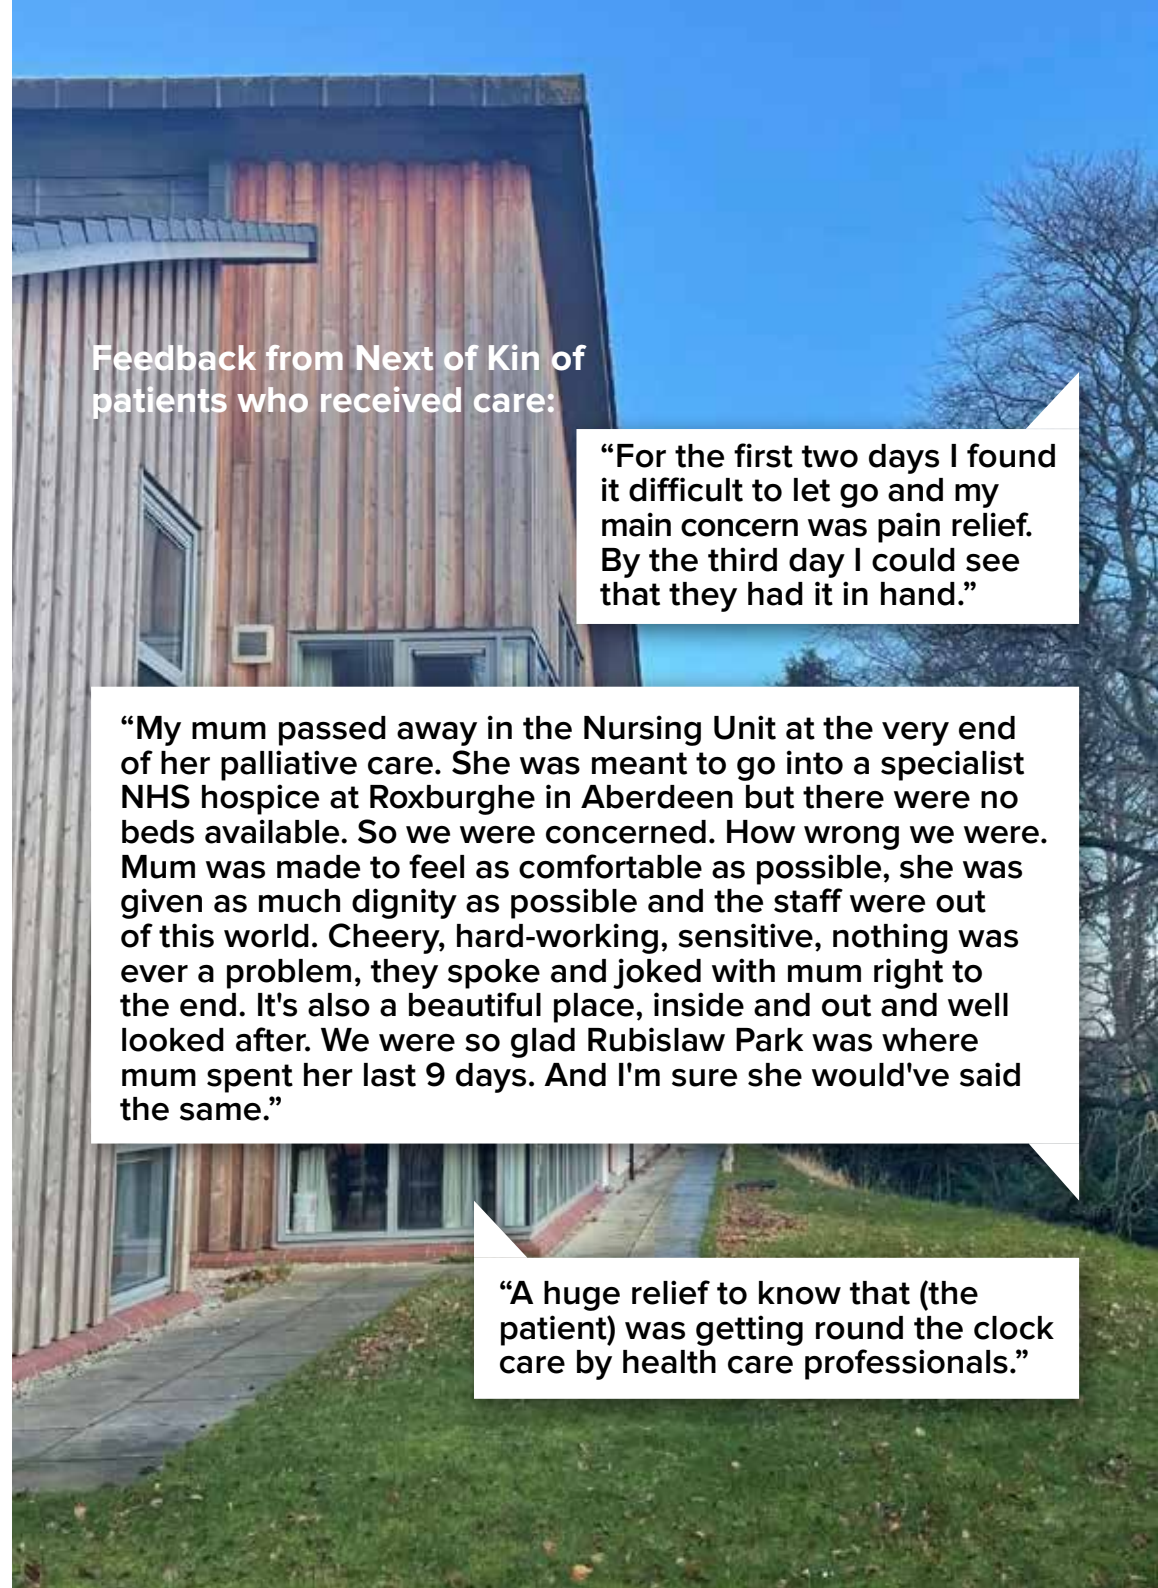 Feedback from Next of Kin of
patients who received care:
“For the first two days I found
it difficult to let go and my
main concern was pain relief.
By the third day I could see
that they had it in hand.”
“My mum passed away in the Nursing Unit at the very end
of her palliative care. She was meant to go into a specialist
NHS hospice at Roxburghe in Aberdeen but there were no
beds available. So we were concerned. How wrong we were.
Mum was made to feel as comfortable as possible, she was
given as much dignity as possible and the staff were out
of this world. Cheery, hard-working, sensitive, nothing was
ever a problem, they spoke and joked with mum right to
the end. It's also a beautiful place, inside and out and well
looked after. We were so glad Rubislaw Park was where
mum spent her last 9 days. And I'm sure she would've said
the same.”
“A huge relief to know that (the
patient) was getting round the clock
care by health care professionals.”